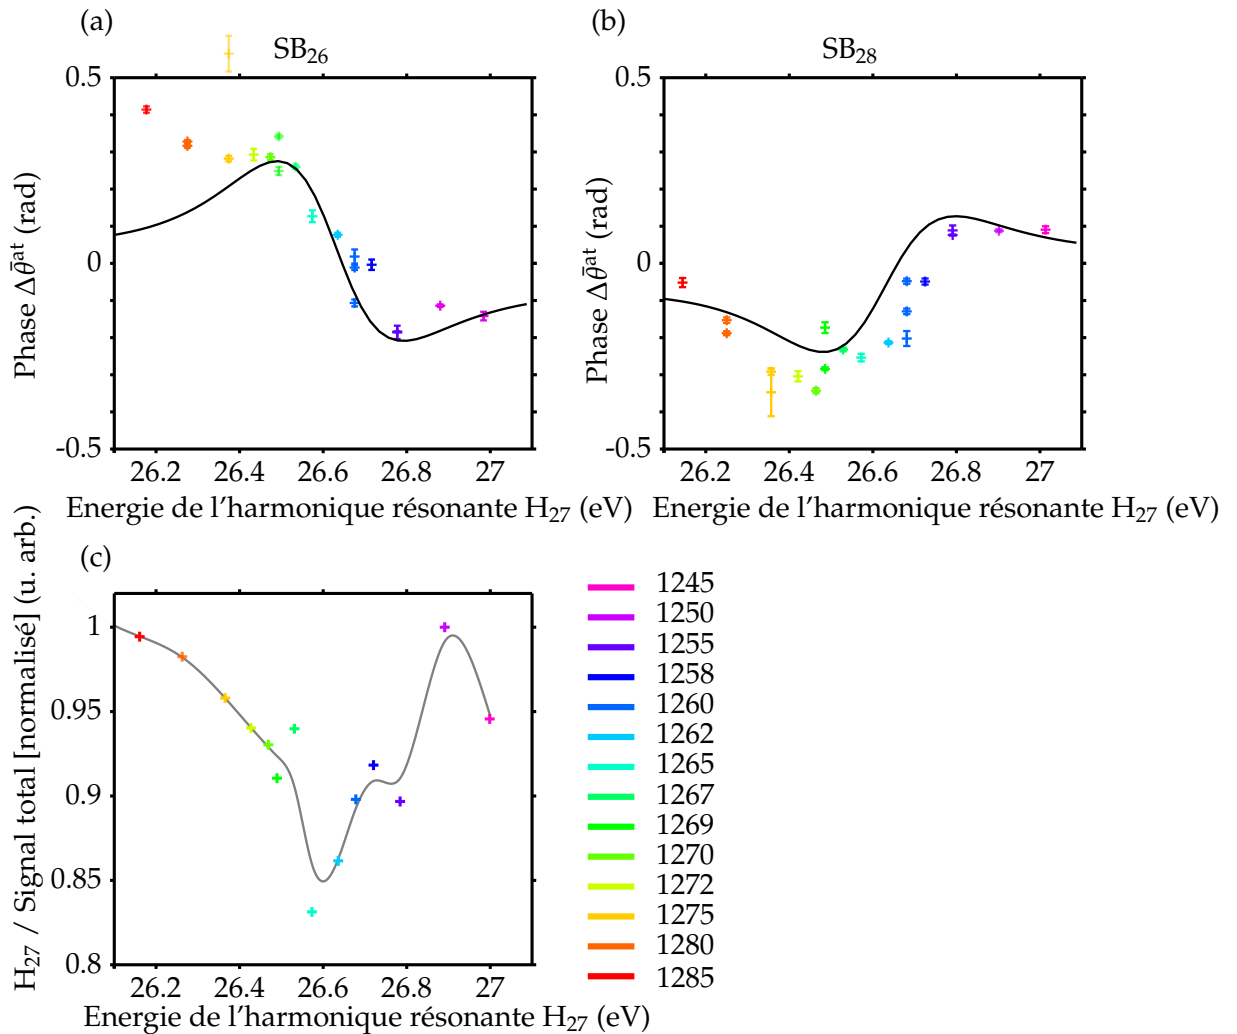 (a)
SB26
(b)
SB28
Phase Δθ̄^at (rad)
0.5
0
-0.5
26.2 26.4 26.6 26.8 27
Energie de l'harmonique résonante H27 (eV)
Phase Δθ̄^at (rad)
0.5
0
-0.5
26.2 26.4 26.6 26.8 27
Energie de l'harmonique résonante H27 (eV)
(c)
H27 / Signal total [normalisé] (u. arb.)
1
0.95
0.9
0.85
0.8
26.2 26.4 26.6 26.8 27
Energie de l'harmonique résonante H27 (eV)
1245
1250
1255
1258
1260
1262
1265
1267
1269
1270
1272
1275
1280
1285